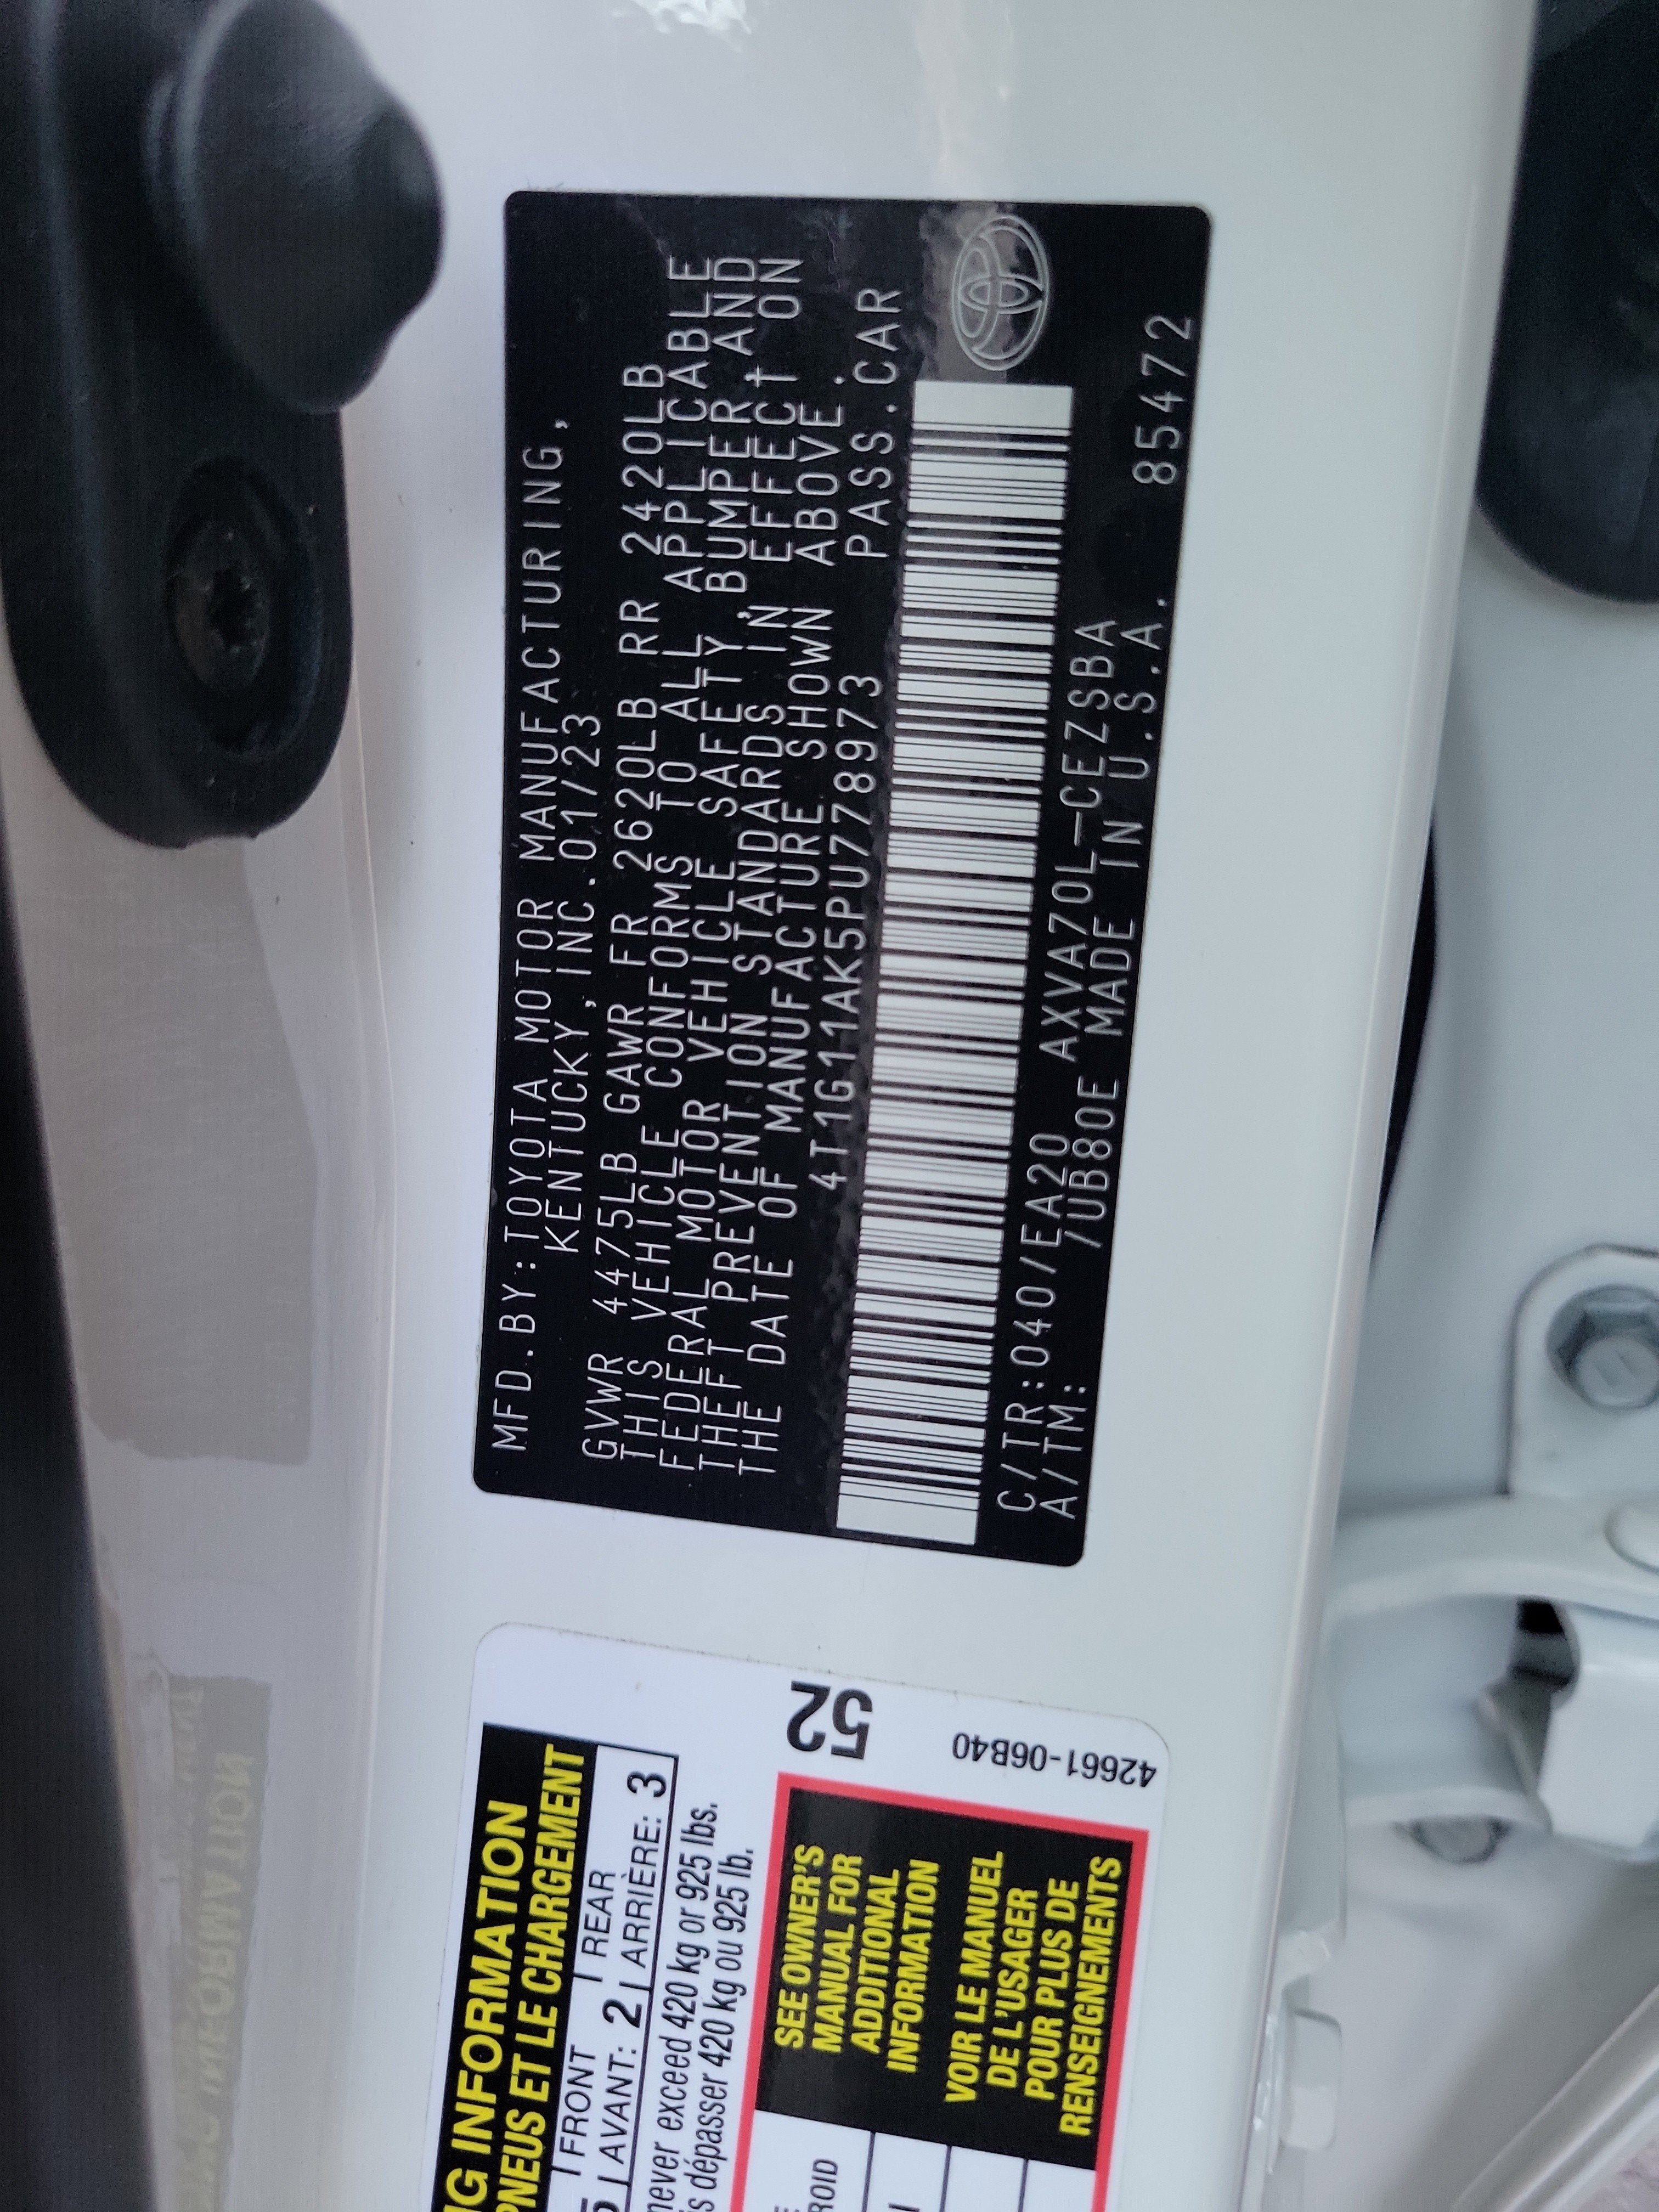 MFD.BY:TOYOTA MOTOR MANUFACTURING,
KENTUCKY,INC.01/23
GVWR 4475LB GAWR FR 2620LB RR 2420LB
THIS VEHICLE CONFORMS TO ALL APPLICABLE
FEDERAL MOTOR VEHICLE SAFETY,BUMPER,AND
THEFT PREVENTION STANDARDS IN EFFECT ON
THE DATE OF MANUFACTURE SHOWN ABOVE.
4T1G11AK5PU778973 PASS.CAR
C/TR:040/EA20 AXVA70L-CEZSBA
A/TM: /UB80E MADE IN U.S.A. 85472
INFORMATION
PNEUS ET LE CHARGEMENT
FRONT REAR
AVANT: 2 ARRIÈRE: 3
never exceed 420 kg or 925 lbs.
dépasser 420 kg ou 925 lb.
SEE OWNER'S
MANUAL FOR
ADDITIONAL
INFORMATION
VOIR LE MANUEL
DE L'USAGER
POUR PLUS DE
RENSEIGNEMENTS
52
42661-06B40